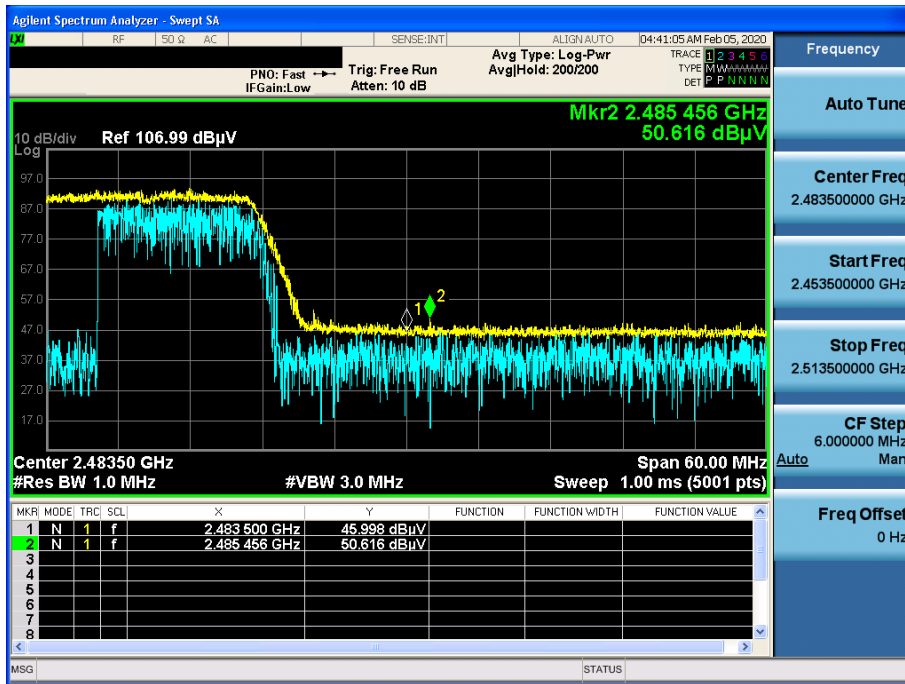 Agilent Spectrum Analyzer - Swept SA
LXI RF 50 Ω AC SENSE:INT ALIGN AUTO 04:41:05 AM Feb 05, 2020
PNO: Fast Trig: Free Run Avg Type: Log-Pwr TRACE 1 2 3 4 5 6
IFGain:Low Atten: 10 dB Avg|Hold: 200/200 TYPE M W
DET P P N N N N
Frequency
Mkr2 2.485 456 GHz
50.616 dBµV
10 dB/div Ref 106.99 dBµV
Log
97.0
87.0
77.0
67.0
57.0
47.0
37.0
27.0
17.0
1
2
Center 2.48350 GHz Span 60.00 MHz
#Res BW 1.0 MHz #VBW 3.0 MHz Sweep 1.00 ms (5001 pts)
MKR MODE TRC SCL X Y FUNCTION FUNCTION WIDTH FUNCTION VALUE
1 N 1 f 2.483 500 GHz 45.998 dBµV
2 N 1 f 2.485 456 GHz 50.616 dBµV
3
4
5
6
7
8
MSG STATUS
Auto Tune
Center Freq
2.483500000 GHz
Start Freq
2.453500000 GHz
Stop Freq
2.513500000 GHz
CF Step
6.000000 MHz
Auto Man
Freq Offset
0 Hz